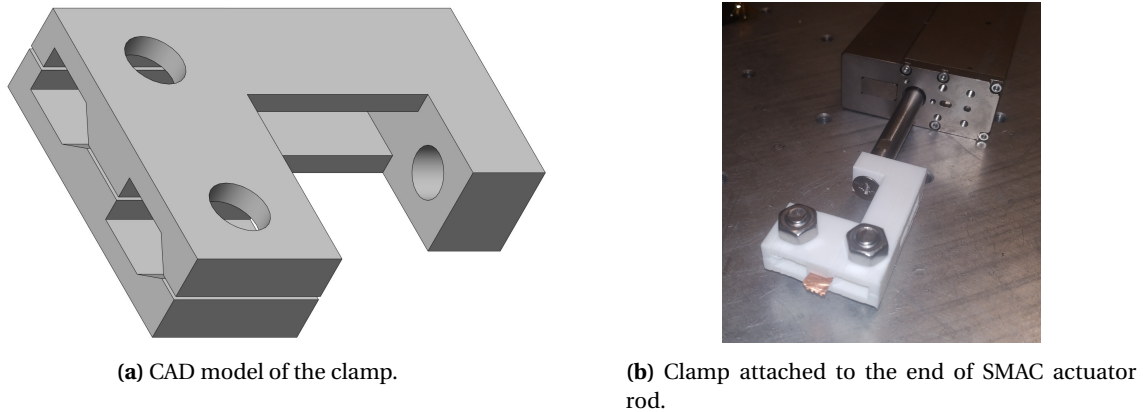 (a) CAD model of the clamp.
(b) Clamp attached to the end of SMAC actuator
rod.